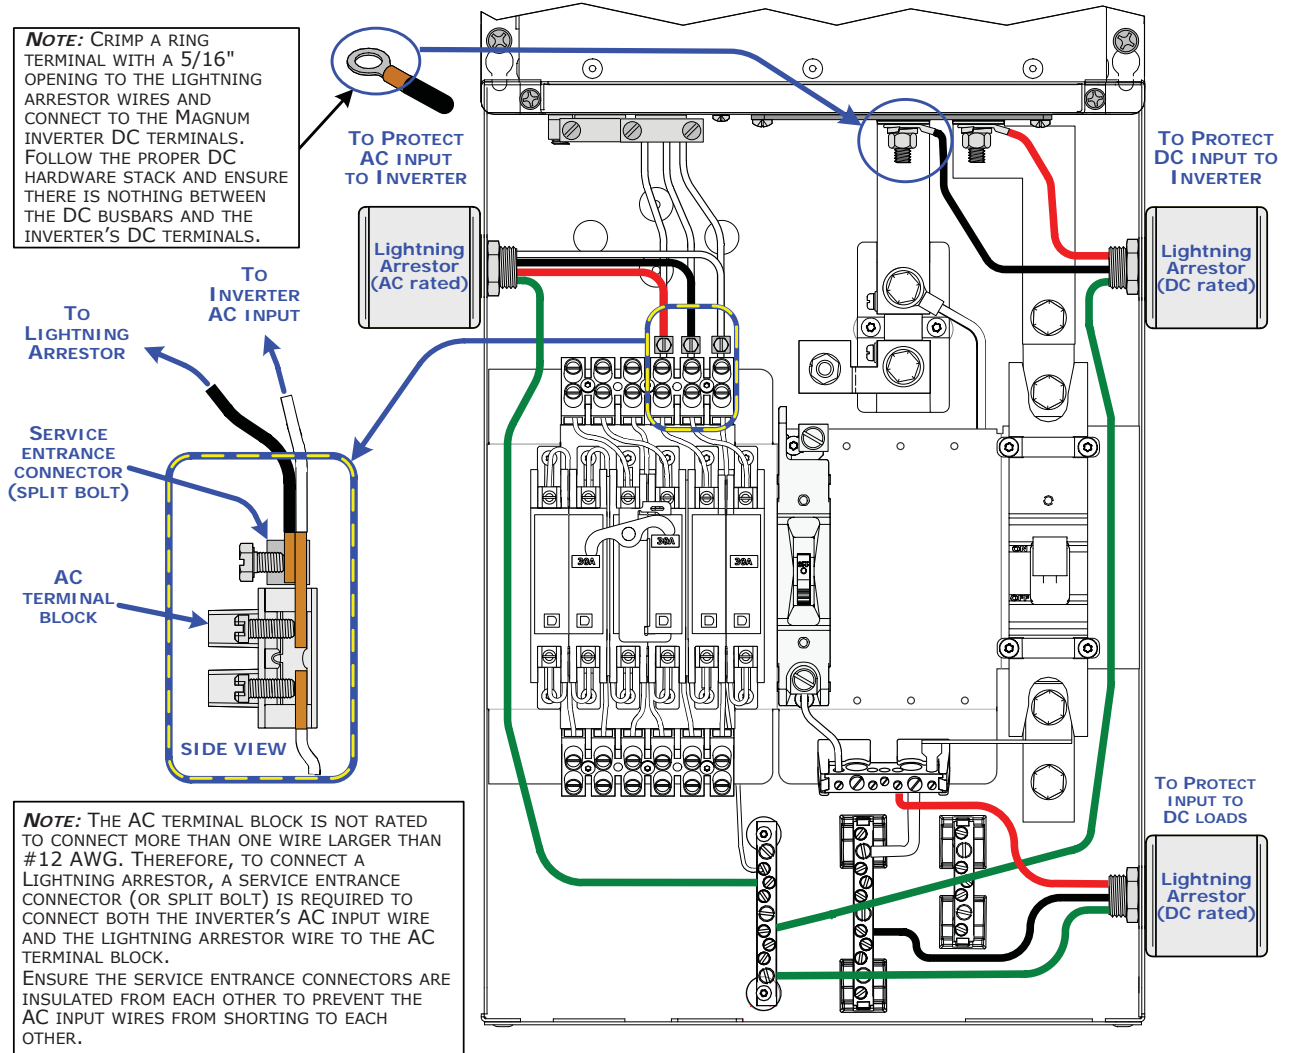 NOTE: CRIMP A RING
TERMINAL WITH A 5/16"
OPENING TO THE LIGHTNING
ARRESTOR WIRES AND
CONNECT TO THE MAGNUM
INVERTER DC TERMINALS.
FOLLOW THE PROPER DC
HARDWARE STACK AND ENSURE
THERE IS NOTHING BETWEEN
THE DC BUSBARS AND THE
INVERTER'S DC TERMINALS.
TO PROTECT
AC INPUT
TO INVERTER
TO PROTECT
DC INPUT TO
INVERTER
Lightning
Arrestor
(AC rated)
Lightning
Arrestor
(DC rated)
TO
INVERTER
AC INPUT
TO
LIGHTNING
ARRESTOR
SERVICE
ENTRANCE
CONNECTOR
(SPLIT BOLT)
AC
TERMINAL
BLOCK
SIDE VIEW
30A
30A
30A
D
D
D
D
OFF
ON
OFF
TO PROTECT
INPUT TO
DC LOADS
Lightning
Arrestor
(DC rated)
NOTE: THE AC TERMINAL BLOCK IS NOT RATED
TO CONNECT MORE THAN ONE WIRE LARGER THAN
#12 AWG. THEREFORE, TO CONNECT A
LIGHTNING ARRESTOR, A SERVICE ENTRANCE
CONNECTOR (OR SPLIT BOLT) IS REQUIRED TO
CONNECT BOTH THE INVERTER'S AC INPUT WIRE
AND THE LIGHTNING ARRESTOR WIRE TO THE AC
TERMINAL BLOCK.
ENSURE THE SERVICE ENTRANCE CONNECTORS ARE
INSULATED FROM EACH OTHER TO PREVENT THE
AC INPUT WIRES FROM SHORTING TO EACH
OTHER.